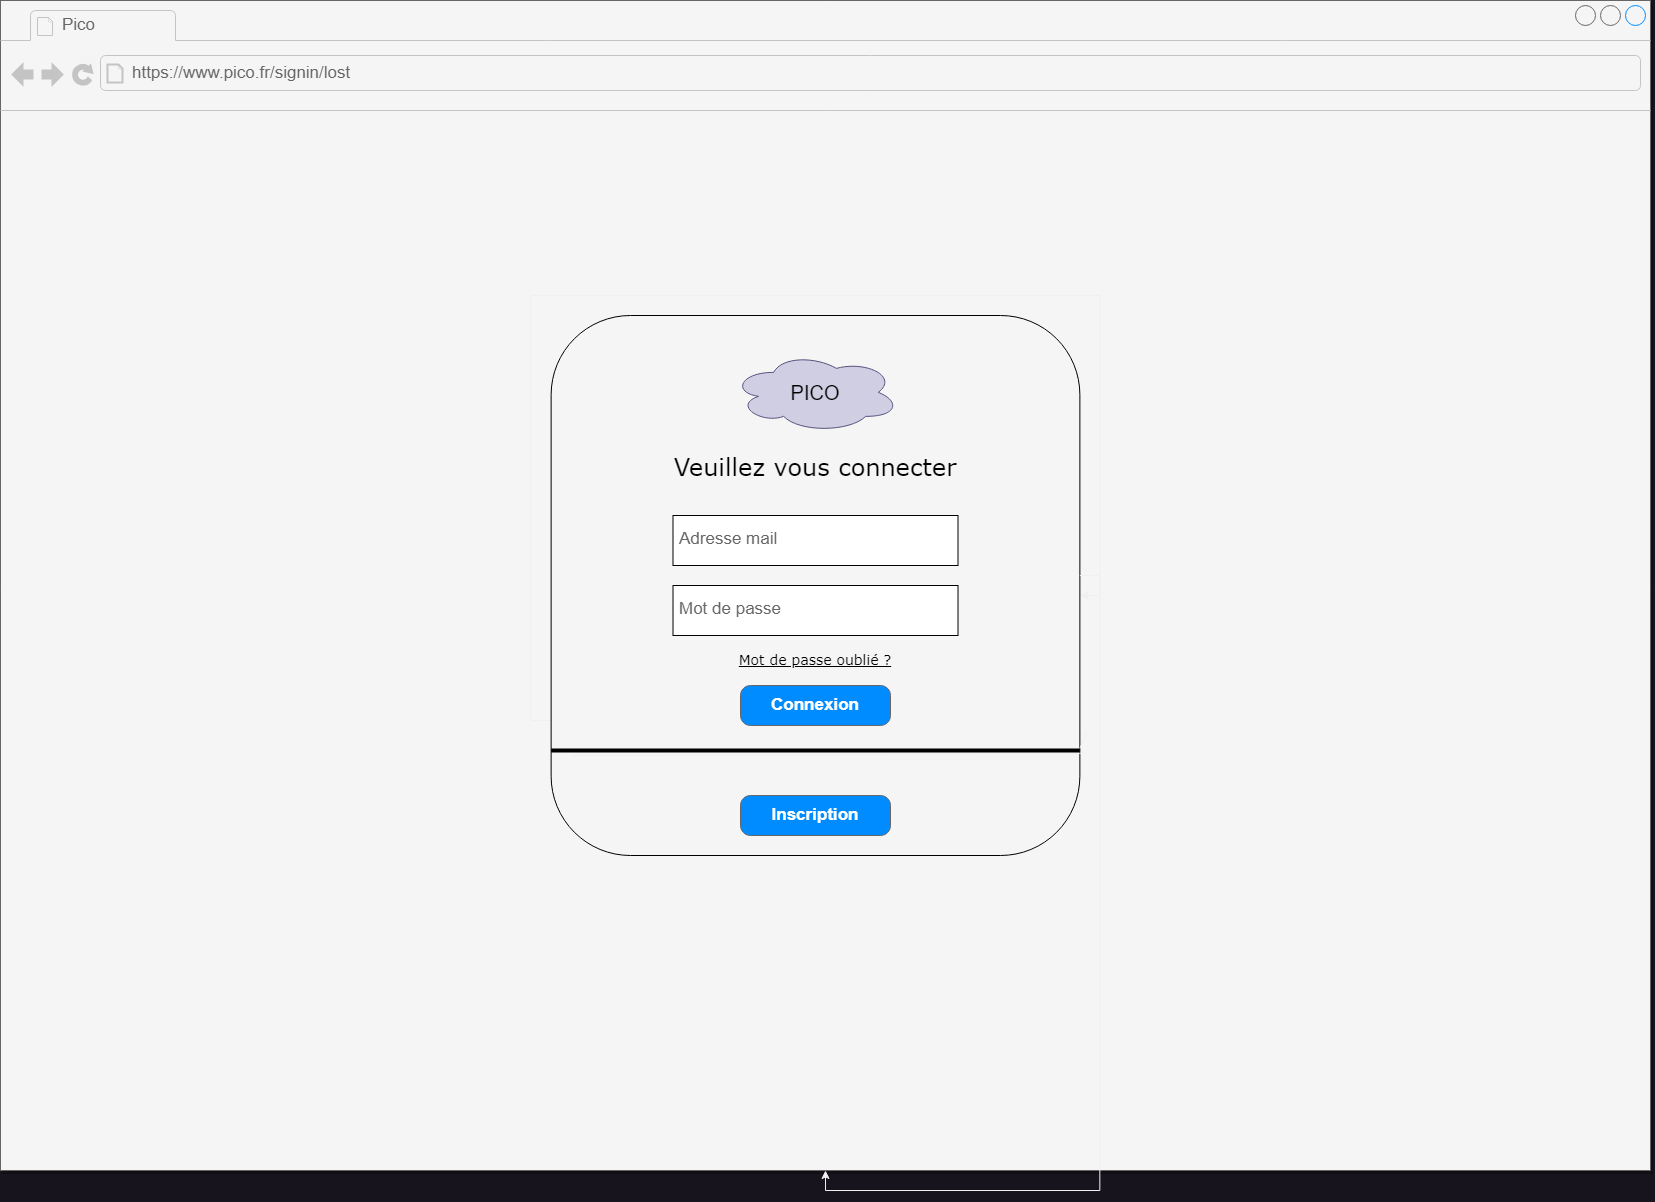 Pico
https://www.pico.fr/signin/lost
PICO
Veuillez vous connecter
Adresse mail
Mot de passe
Mot de passe oublié ?
Connexion
Inscription